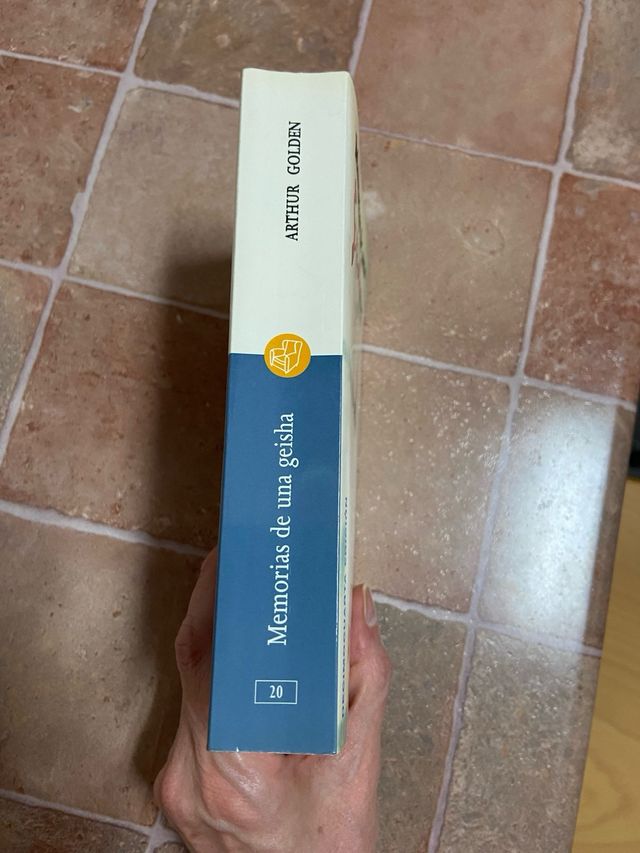 ARTHUR GOLDEN
Memorias de una geisha
20